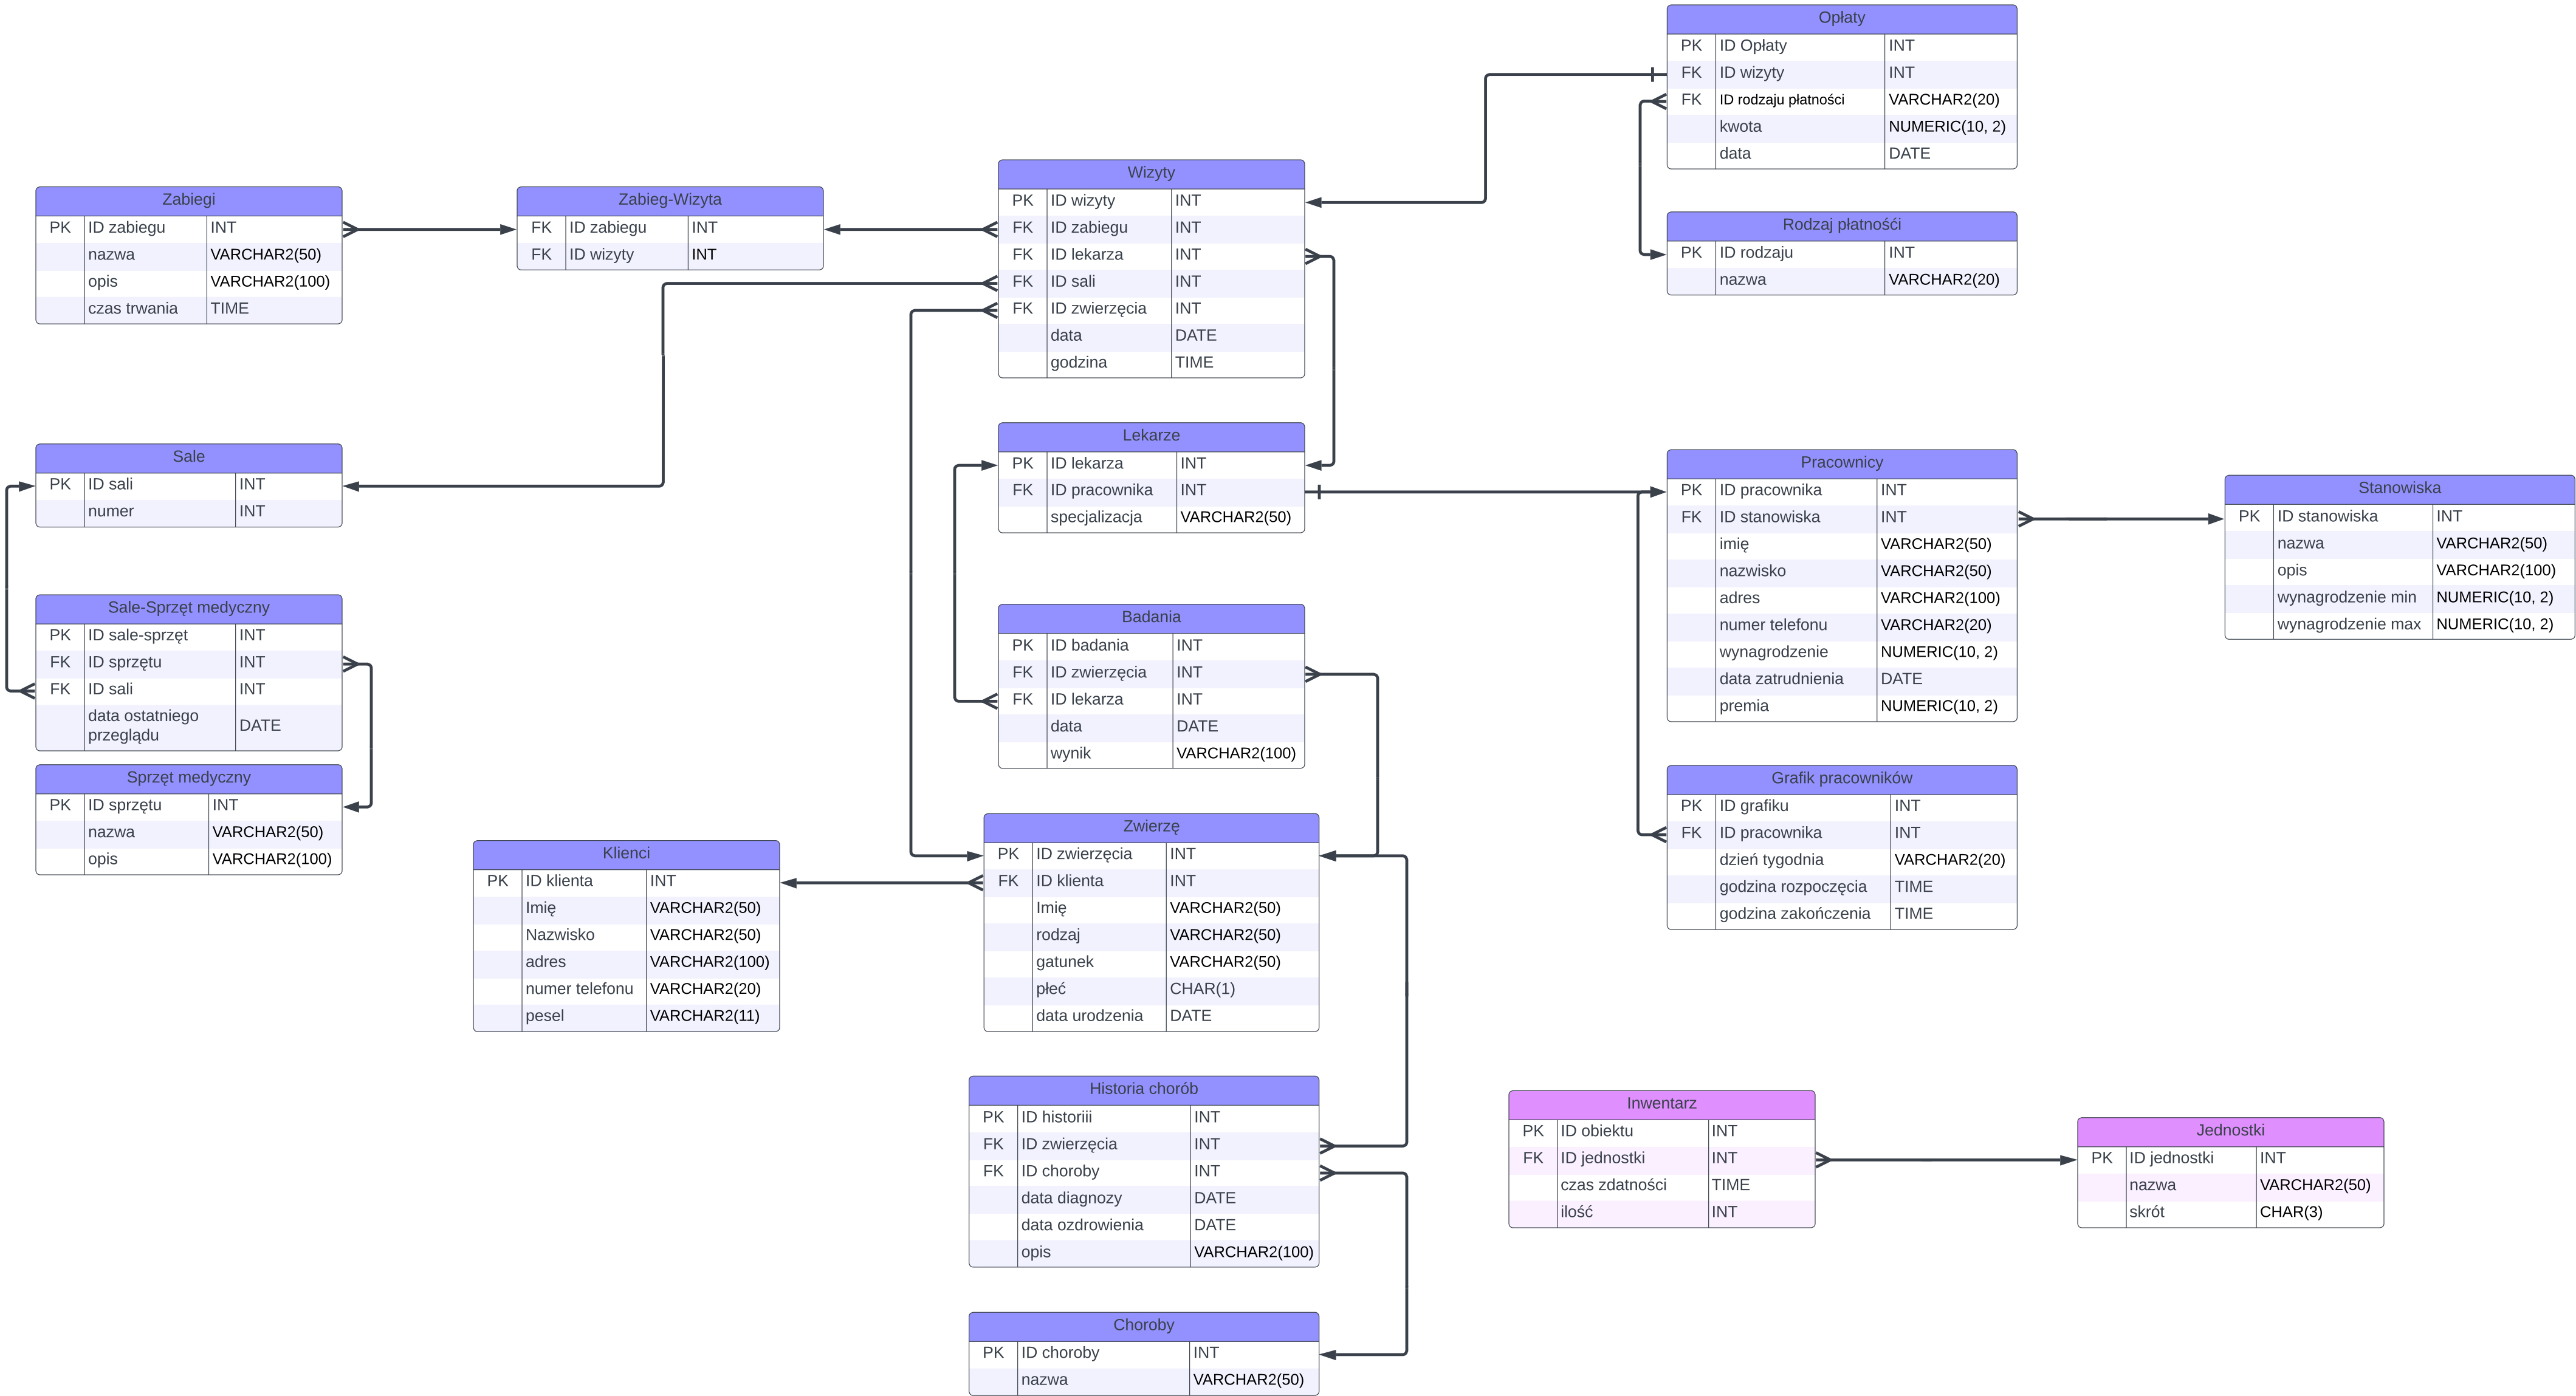 Opłaty
PK ID Opłaty INT
FK ID wizyty INT
FK ID rodzaju płatności VARCHAR2(20)
kwota NUMERIC(10, 2)
data DATE
Rodzaj płatnośći
PK ID rodzaju INT
nazwa VARCHAR2(20)
Zabiegi
PK ID zabiegu INT
nazwa VARCHAR2(50)
opis VARCHAR2(100)
czas trwania TIME
Zabieg-Wizyta
FK ID zabiegu INT
FK ID wizyty INT
Wizyty
PK ID wizyty INT
FK ID zabiegu INT
FK ID lekarza INT
FK ID sali INT
FK ID zwierzęcia INT
data DATE
godzina TIME
Sale
PK ID sali INT
numer INT
Lekarze
PK ID lekarza INT
FK ID pracownika INT
specjalizacja VARCHAR2(50)
Pracownicy
PK ID pracownika INT
FK ID stanowiska INT
imię VARCHAR2(50)
nazwisko VARCHAR2(50)
adres VARCHAR2(100)
numer telefonu VARCHAR2(20)
wynagrodzenie NUMERIC(10, 2)
data zatrudnienia DATE
premia NUMERIC(10, 2)
Stanowiska
PK ID stanowiska INT
nazwa VARCHAR2(50)
opis VARCHAR2(100)
wynagrodzenie min NUMERIC(10, 2)
wynagrodzenie max NUMERIC(10, 2)
Sale-Sprzęt medyczny
PK ID sale-sprzęt INT
FK ID sprzętu INT
FK ID sali INT
data ostatniego
przeglądu DATE
Sprzęt medyczny
PK ID sprzętu INT
nazwa VARCHAR2(50)
opis VARCHAR2(100)
Badania
PK ID badania INT
FK ID zwierzęcia INT
FK ID lekarza INT
data DATE
wynik VARCHAR2(100)
Grafik pracowników
PK ID grafiku INT
FK ID pracownika INT
dzień tygodnia VARCHAR2(20)
godzina rozpoczęcia TIME
godzina zakończenia TIME
Klienci
PK ID klienta INT
Imię VARCHAR2(50)
Nazwisko VARCHAR2(50)
adres VARCHAR2(100)
numer telefonu VARCHAR2(20)
pesel VARCHAR2(11)
Zwierzę
PK ID zwierzęcia INT
FK ID klienta INT
Imię VARCHAR2(50)
rodzaj VARCHAR2(50)
gatunek VARCHAR2(50)
płeć CHAR(1)
data urodzenia DATE
Historia chorób
PK ID historiii INT
FK ID zwierzęcia INT
FK ID choroby INT
data diagnozy DATE
data ozdrowienia DATE
opis VARCHAR2(100)
Inwentarz
PK ID obiektu INT
FK ID jednostki INT
czas zdatności TIME
ilość INT
Jednostki
PK ID jednostki INT
nazwa VARCHAR2(50)
skrót CHAR(3)
Choroby
PK ID choroby INT
nazwa VARCHAR2(50)